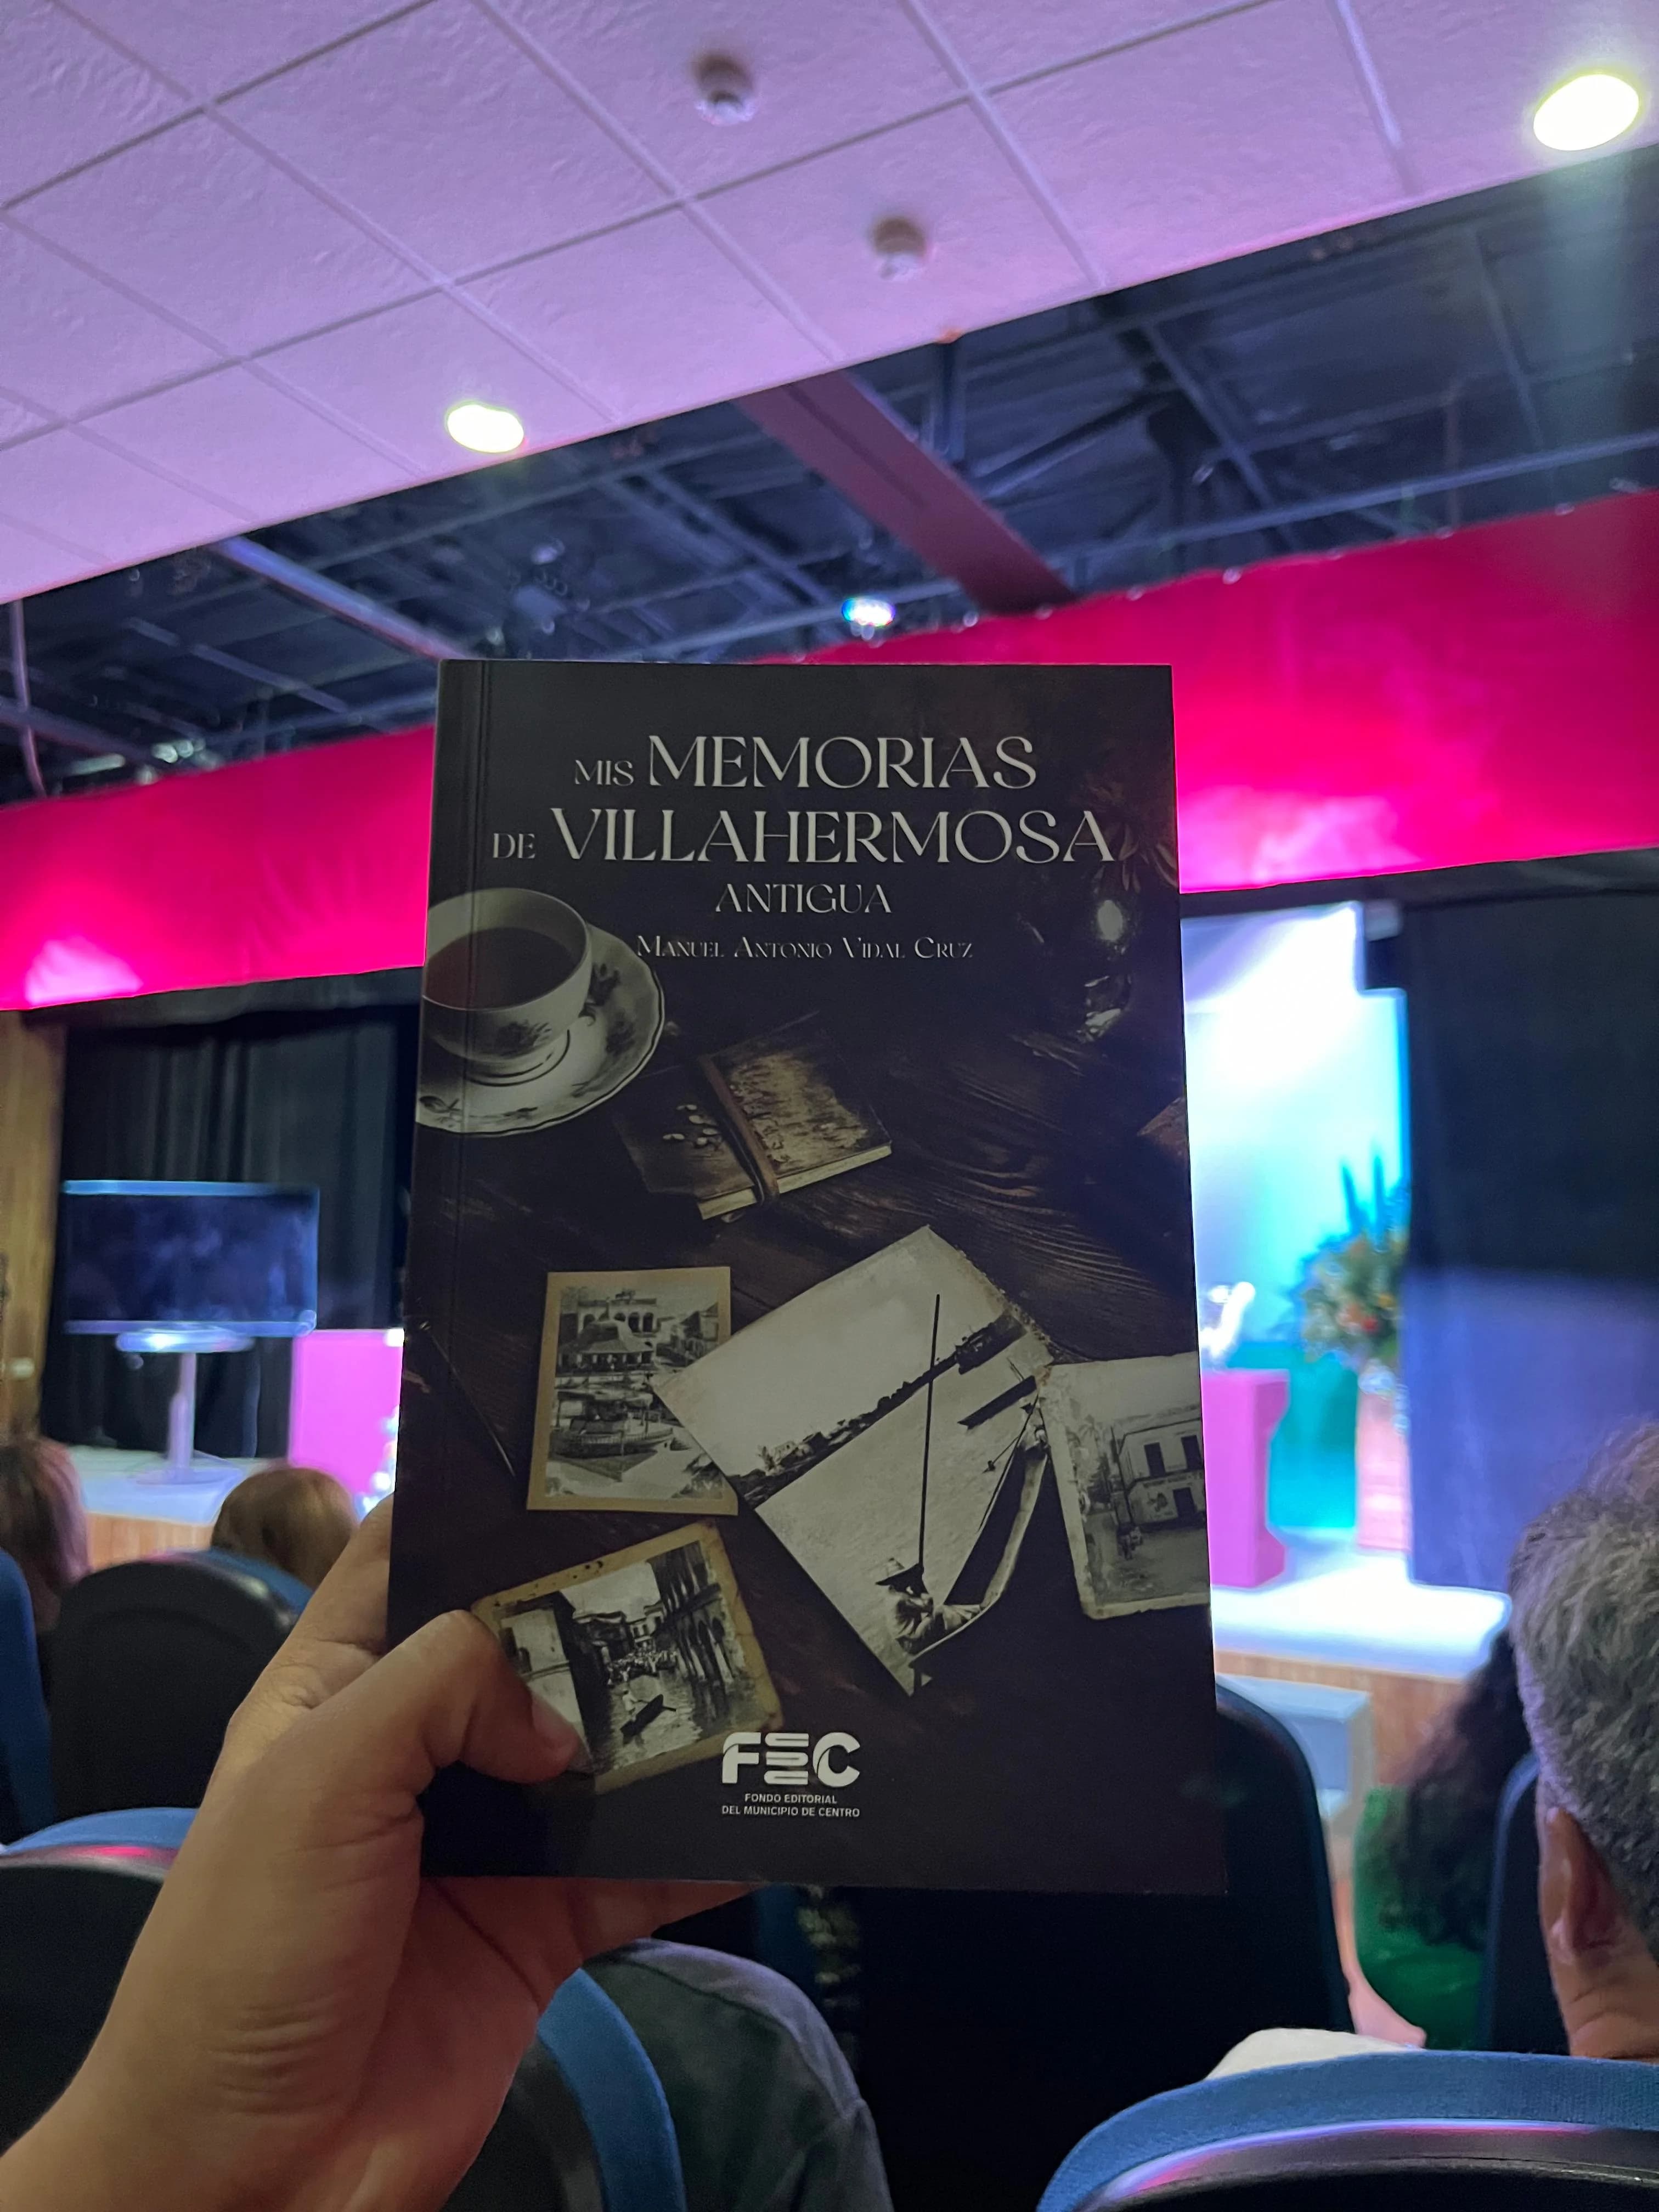 MIS MEMORIAS
DE VILLAHERMOSA
ANTIGUA
MANUEL ANTONIO VIDAL CRUZ
FEC
FONDO EDITORIAL
DEL MUNICIPIO DE CENTRO